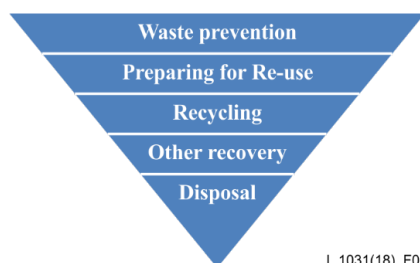 Waste prevention
Preparing for Re-use
Recycling
Other recovery
Disposal
L.1031(18)_F0